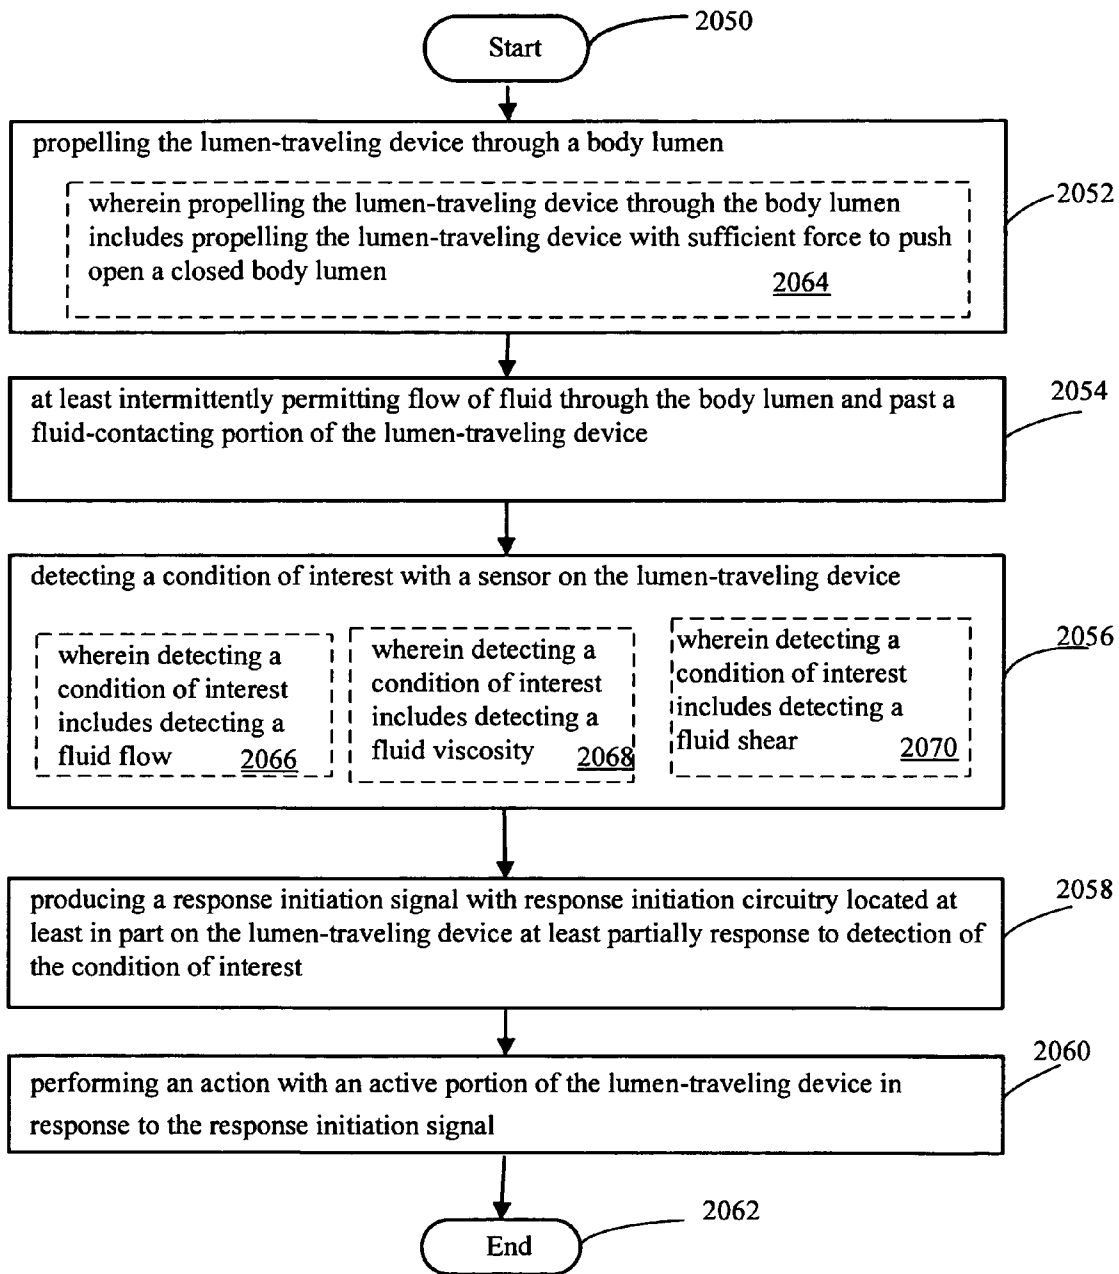 Start
2050
propelling the lumen-traveling device through a body lumen
2052
wherein propelling the lumen-traveling device through the body lumen
includes propelling the lumen-traveling device with sufficient force to push
open a closed body lumen
2064
at least intermittently permitting flow of fluid through the body lumen and past a
fluid-contacting portion of the lumen-traveling device
2054
detecting a condition of interest with a sensor on the lumen-traveling device
2056
wherein detecting a
condition of interest
includes detecting a
fluid flow
2066
wherein detecting a
condition of interest
includes detecting a
fluid viscosity
2068
wherein detecting a
condition of interest
includes detecting a
fluid shear
2070
producing a response initiation signal with response initiation circuitry located at
least in part on the lumen-traveling device at least partially response to detection of
the condition of interest
2058
performing an action with an active portion of the lumen-traveling device in
response to the response initiation signal
2060
End
2062